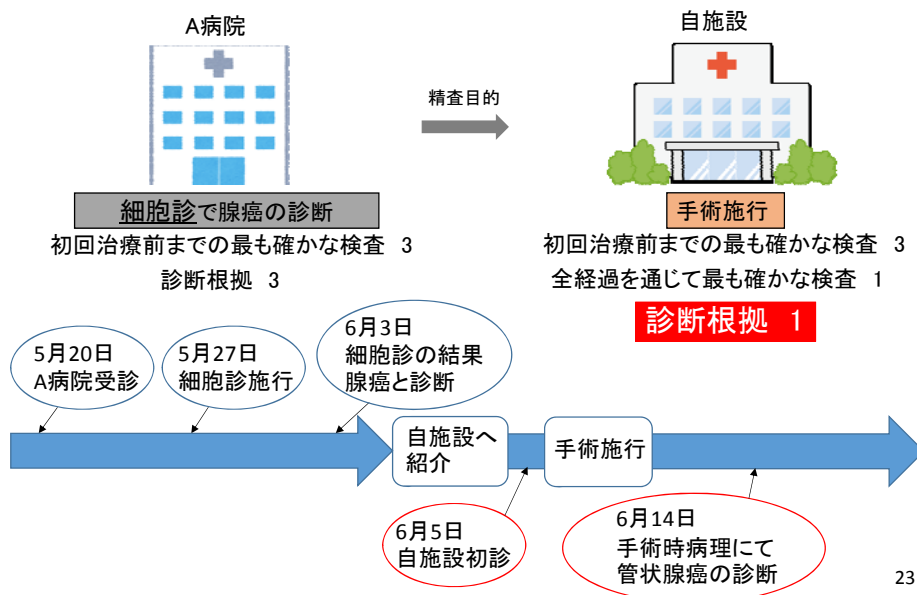 A病院
自施設
精査目的
細胞診で腺癌の診断
手術施行
初回治療前までの最も確かな検査 3
診断根拠 3
初回治療前までの最も確かな検査 3
全経過を通じて最も確かな検査 1
診断根拠 1
5月20日
A病院受診
5月27日
細胞診施行
6月3日
細胞診の結果
腺癌と診断
自施設へ
紹介
手術施行
6月5日
自施設初診
6月14日
手術時病理にて
管状腺癌の診断
23